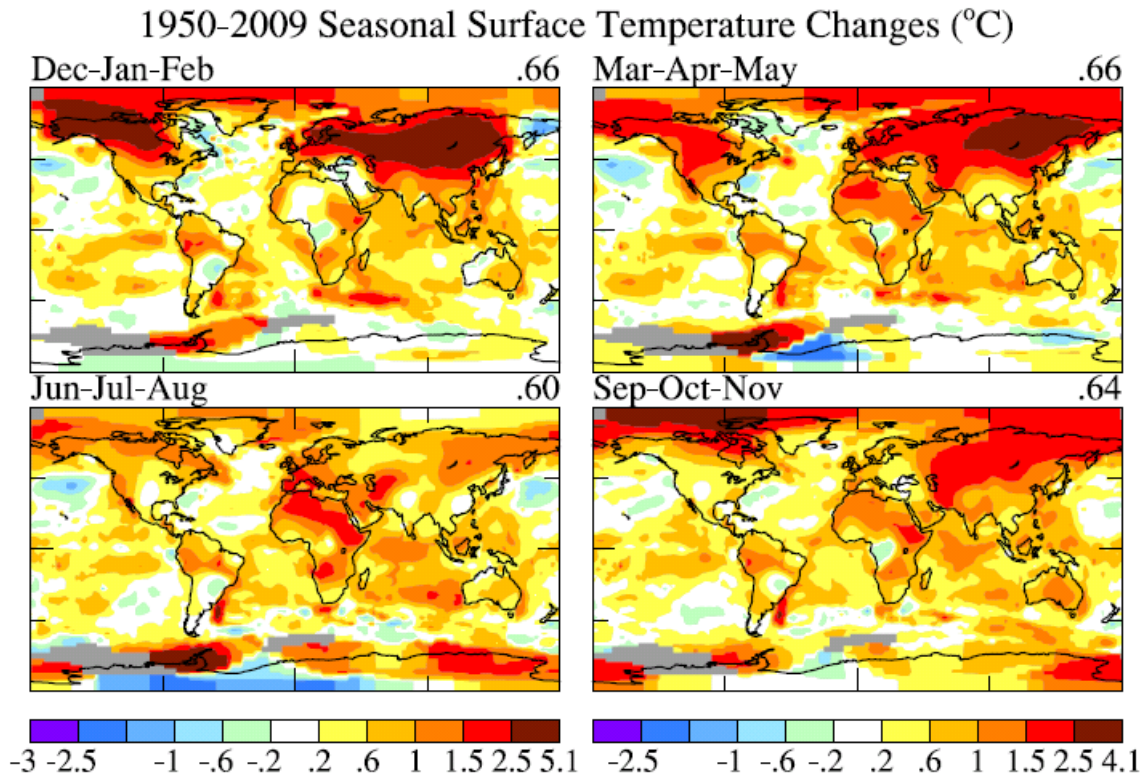 1950-2009 Seasonal Surface Temperature Changes (°C)
Dec-Jan-Feb .66
Mar-Apr-May .66
Jun-Jul-Aug .60
Sep-Oct-Nov .64
-3 -2.5 -1 -.6 -.2 .2 .6 1 1.5 2.5 5.1
-2.5 -1 -.6 -.2 .2 .6 1 1.5 2.5 4.1